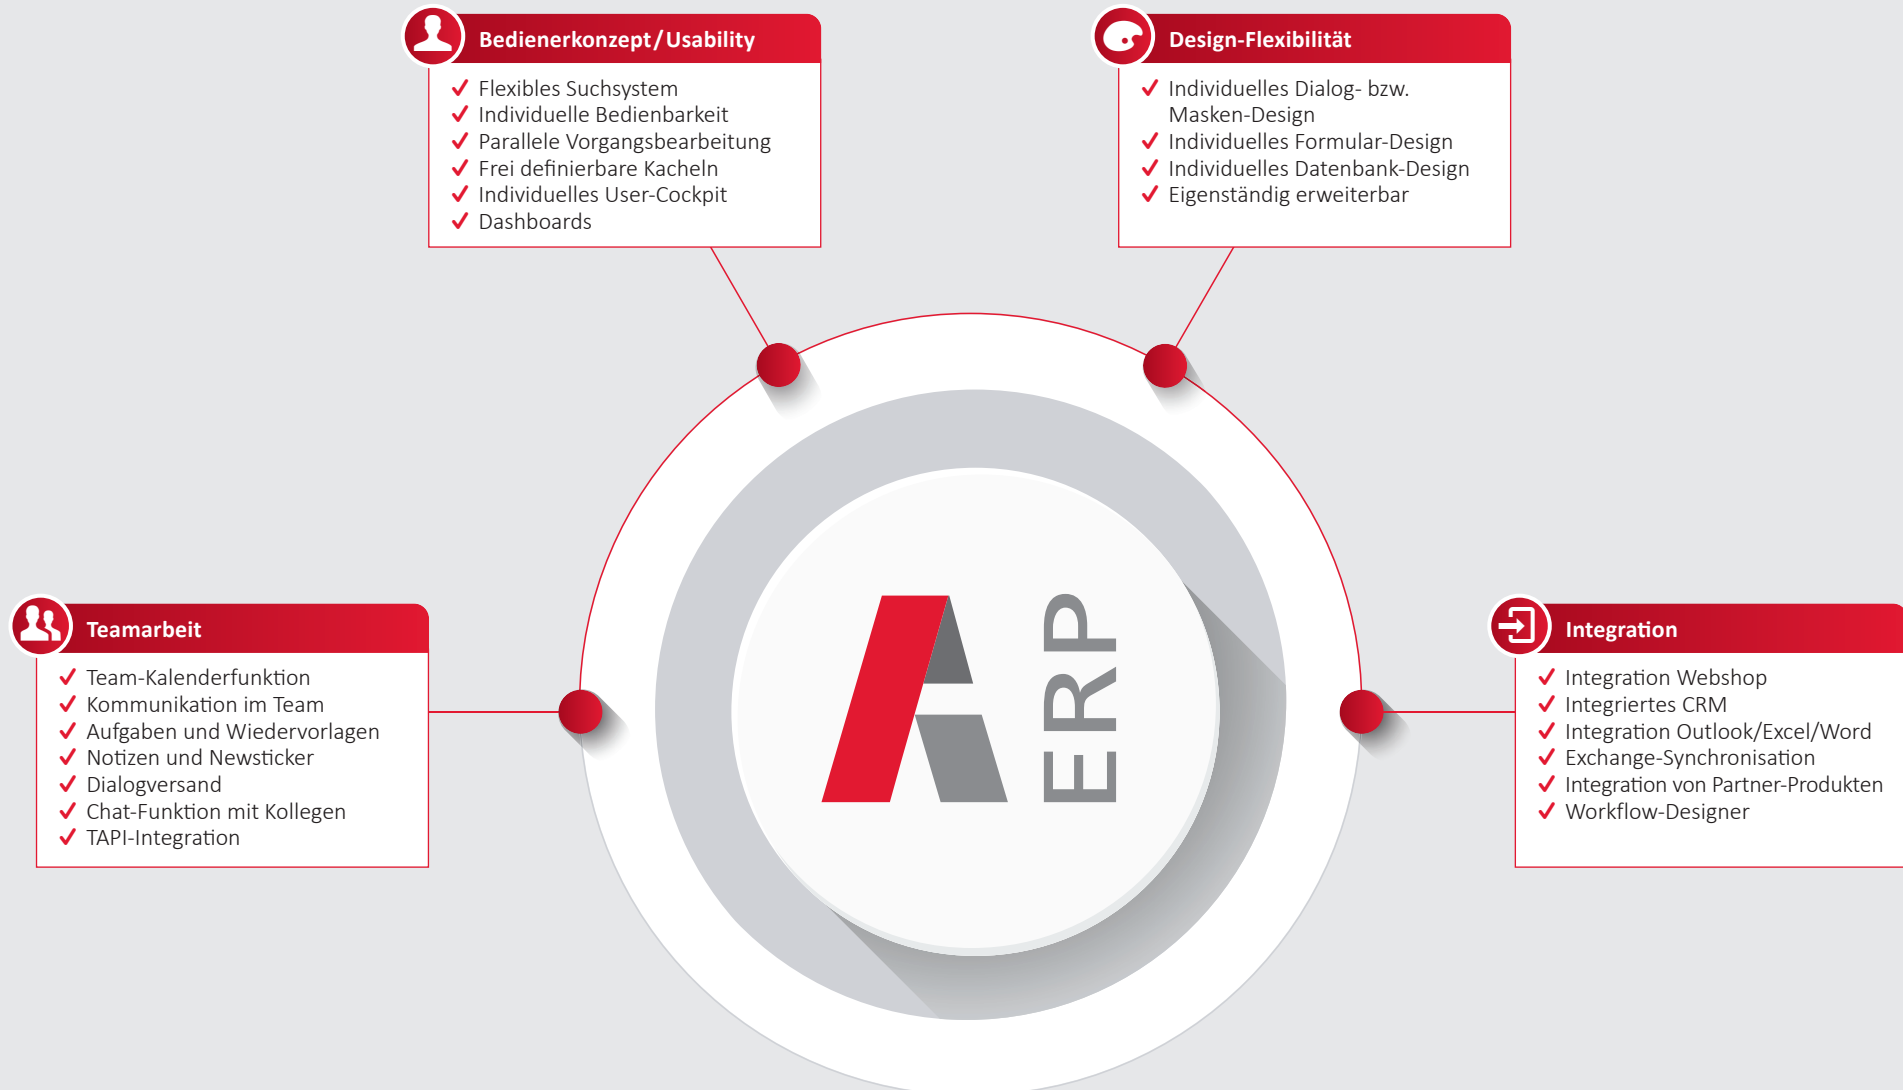 Bedienerkonzept / Usability
Flexibles Suchsystem
Individuelle Bedienbarkeit
Parallele Vorgangsbearbeitung
Frei definierbare Kacheln
Individuelles User-Cockpit
Dashboards
Design-Flexibilität
Individuelles Dialog- bzw.
Masken-Design
Individuelles Formular-Design
Individuelles Datenbank-Design
Eigenständig erweiterbar
Teamarbeit
Team-Kalenderfunktion
Kommunikation im Team
Aufgaben und Wiedervorlagen
Notizen und Newsticker
Dialogversand
Chat-Funktion mit Kollegen
TAPI-Integration
A
ERP
Integration
Integration Webshop
Integriertes CRM
Integration Outlook/Excel/Word
Exchange-Synchronisation
Integration von Partner-Produkten
Workflow-Designer